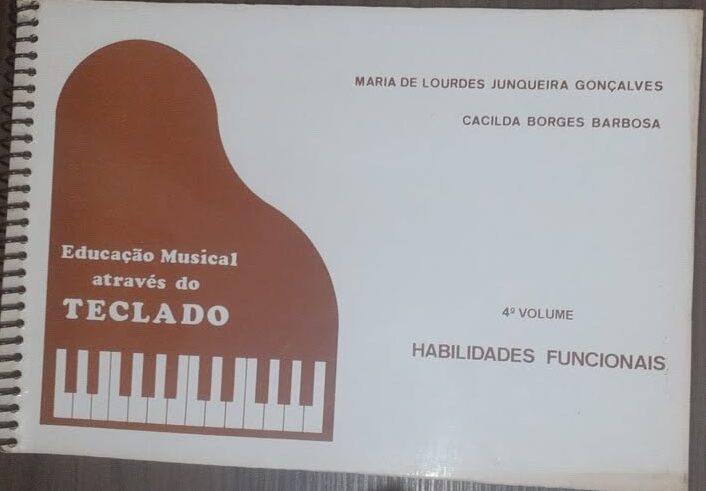 MARIA DE LOURDES JUNQUEIRA GONÇALVES
CACILDA BORGES BARBOSA
Educação Musical
através do
TECLADO
4º VOLUME
HABILIDADES FUNCIONAIS